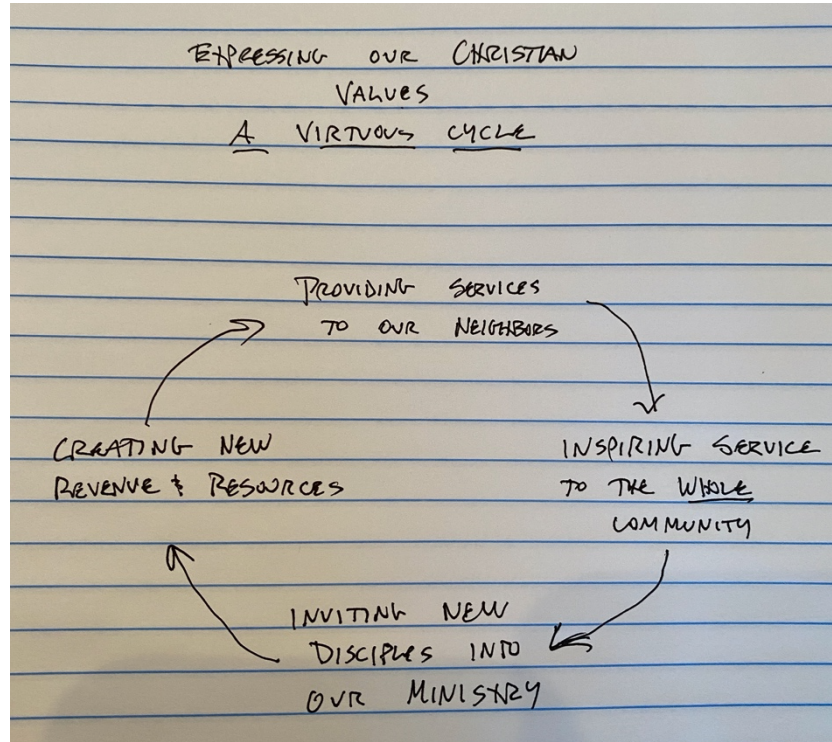 EXPRESSING OUR CHRISTIAN
VALUES
A VIRTUOUS CYCLE
PROVIDING SERVICES
TO OUR NEIGHBORS
INSPIRING SERVICE
TO THE WHOLE
COMMUNITY
INVITING NEW
DISCIPLES INTO
OUR MINISTRY
CREATING NEW
REVENUE & RESOURCES